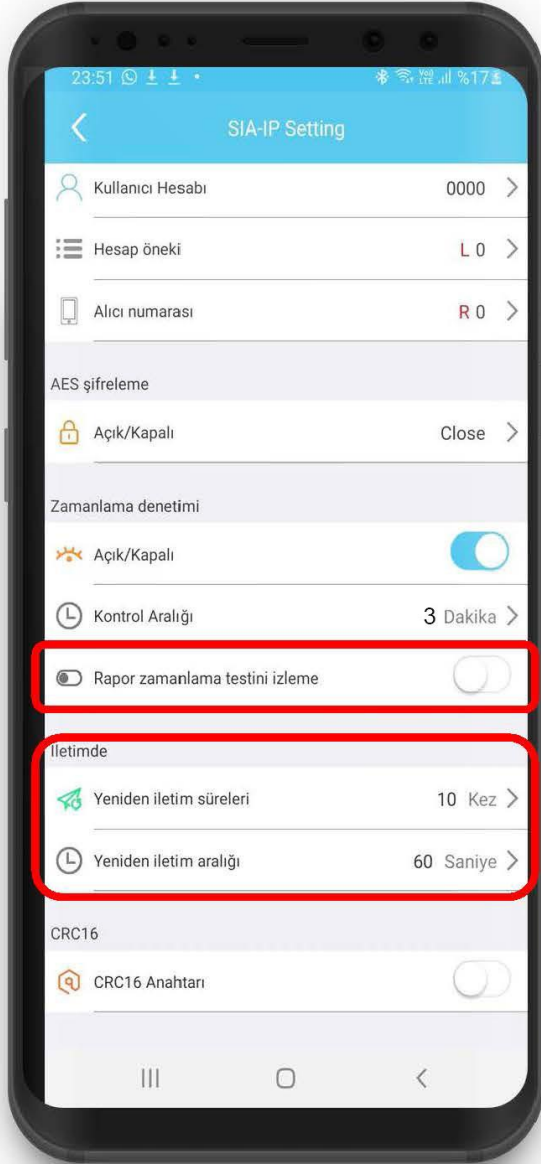 23:51 %17
SIA-IP Setting
Kullanıcı Hesabı 0000
Hesap öneki L 0
Alıcı numarası R 0
AES şifreleme
Açık/Kapalı Close
Zamanlama denetimi
Açık/Kapalı
Kontrol Aralığı 3 Dakika
Rapor zamanlama testini izleme
İletimde
Yeniden iletim süreleri 10 Kez
Yeniden iletim aralığı 60 Saniye
CRC16
CRC16 Anahtarı